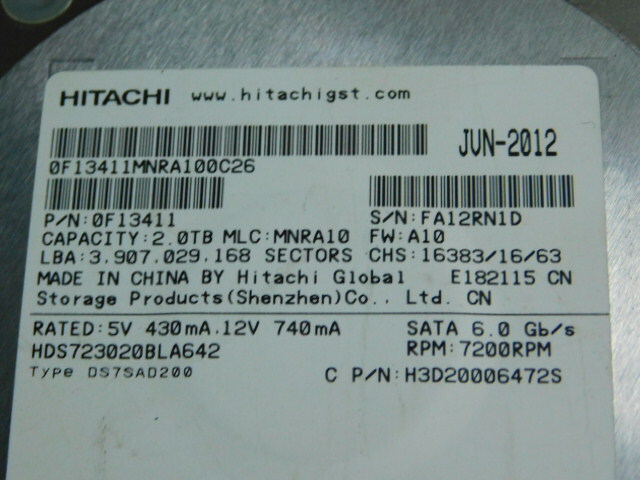 HITACHI www.hitachigst.com
JUN-2012
0F13411MNRA100C26
P/N:0F13411 S/N:FA12RN1D
CAPACITY:2.0TB MLC:MNRA10 FW:A10
LBA:3.907.029.168 SECTORS CHS:16383/16/63
MADE IN CHINA BY Hitachi Global E182115 CN
Storage Products(Shenzhen)Co., Ltd. CN
RATED:5V 430mA.12V 740mA SATA 6.0 Gb/s
HDS723020BLA642 RPM:7200RPM
Type DS7SAD200 C P/N:H3D20006472S